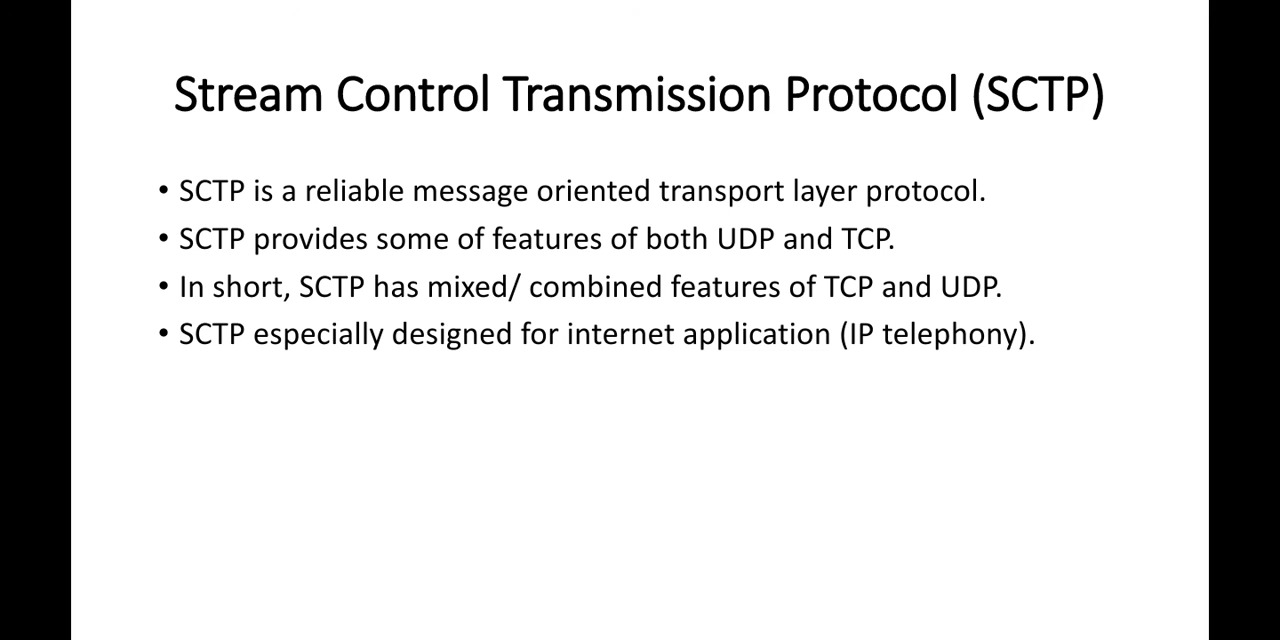 Stream Control Transmission Protocol (SCTP)
• SCTP is a reliable message oriented transport layer protocol.
• SCTP provides some of features of both UDP and TCP.
• In short, SCTP has mixed/ combined features of TCP and UDP.
• SCTP especially designed for internet application (IP telephony).